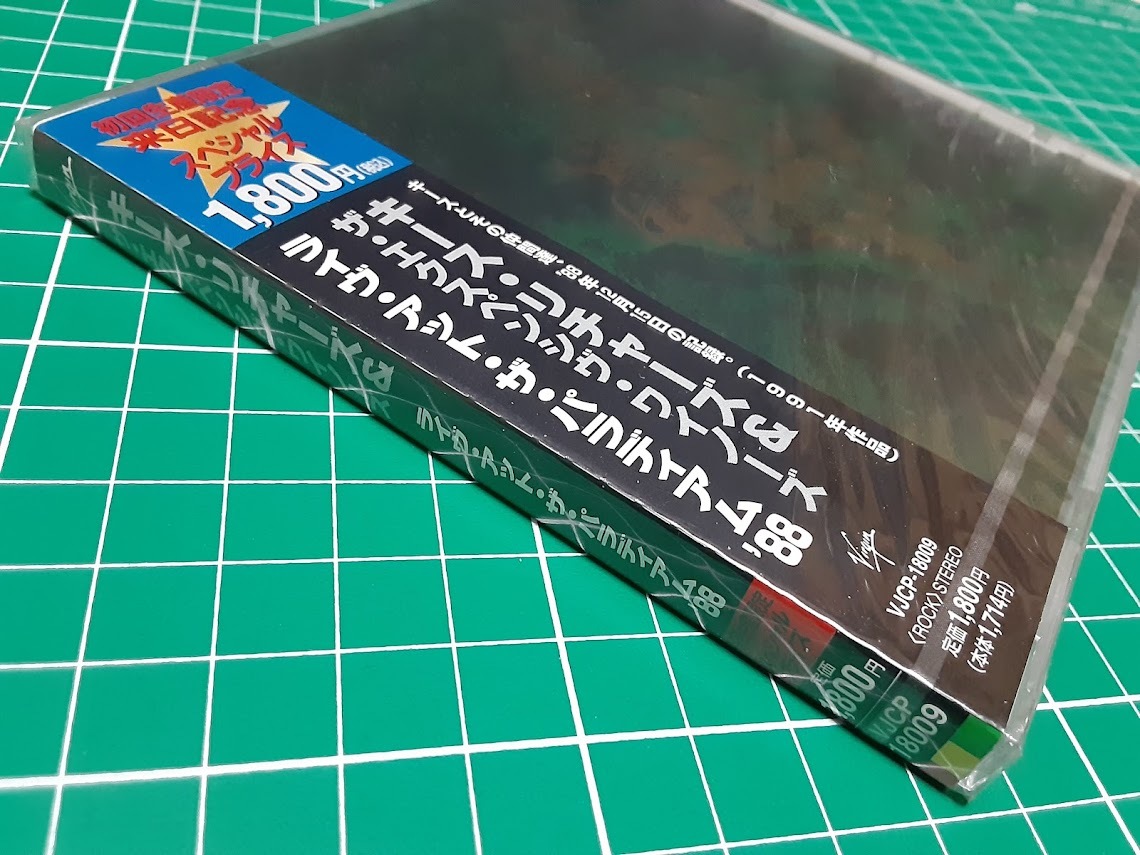 初回生産限定
来日記念
スペシャル
プライス
1,800円(税込)
キースとその仲間達、'88年12月15日の記録。(1991年作品)
キース・リチャーズ&
ザ・エクスペンシヴ・ワイノーズ
ライヴ・アット・ザ・パラディアム'88
Virgin
VJCP-18009
〈ROCK〉STEREO
定価1,800円
(本体1,714円)
キース・リチャーズ&
ライヴ・アット・ザ・パラディアム'88
定価
1,800円
VJCP
18009